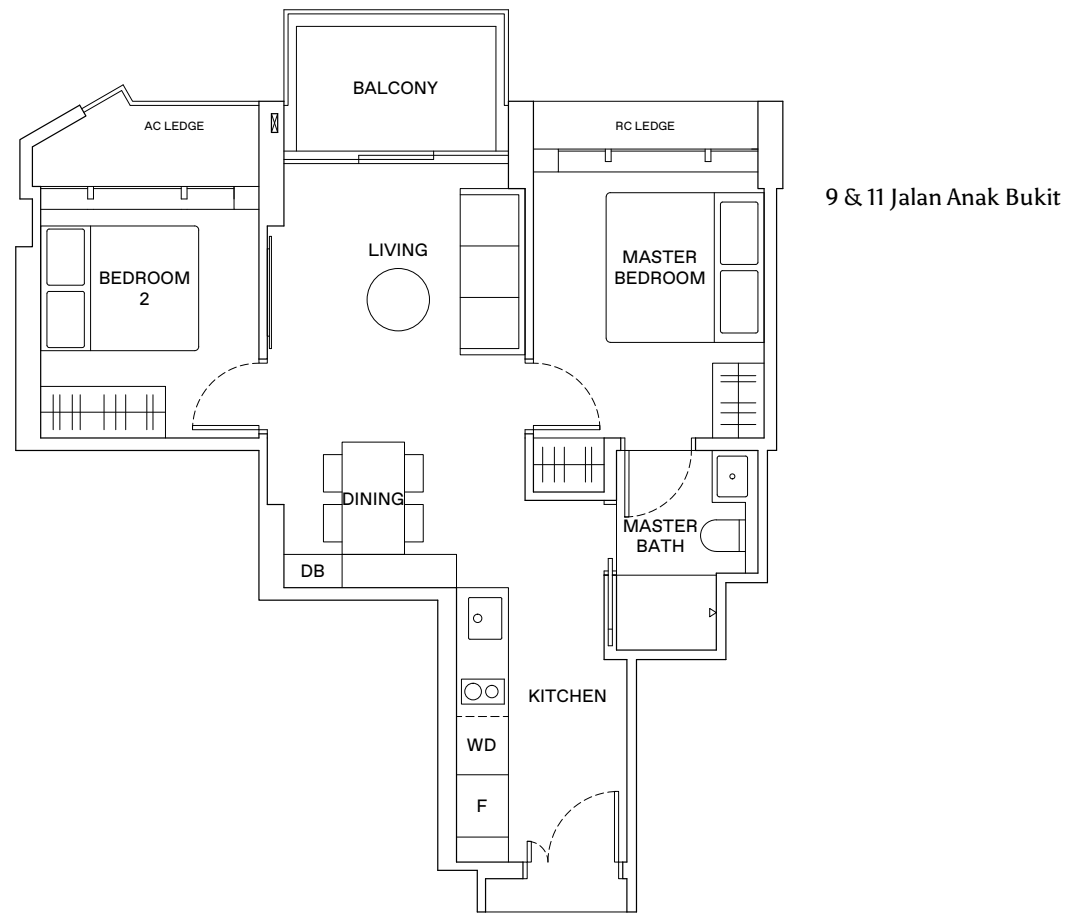 BALCONY
AC LEDGE
RC LEDGE
9 & 11 Jalan Anak Bukit
LIVING
MASTER
BEDROOM
BEDROOM
2
DINING
MASTER
BATH
DB
KITCHEN
WD
F